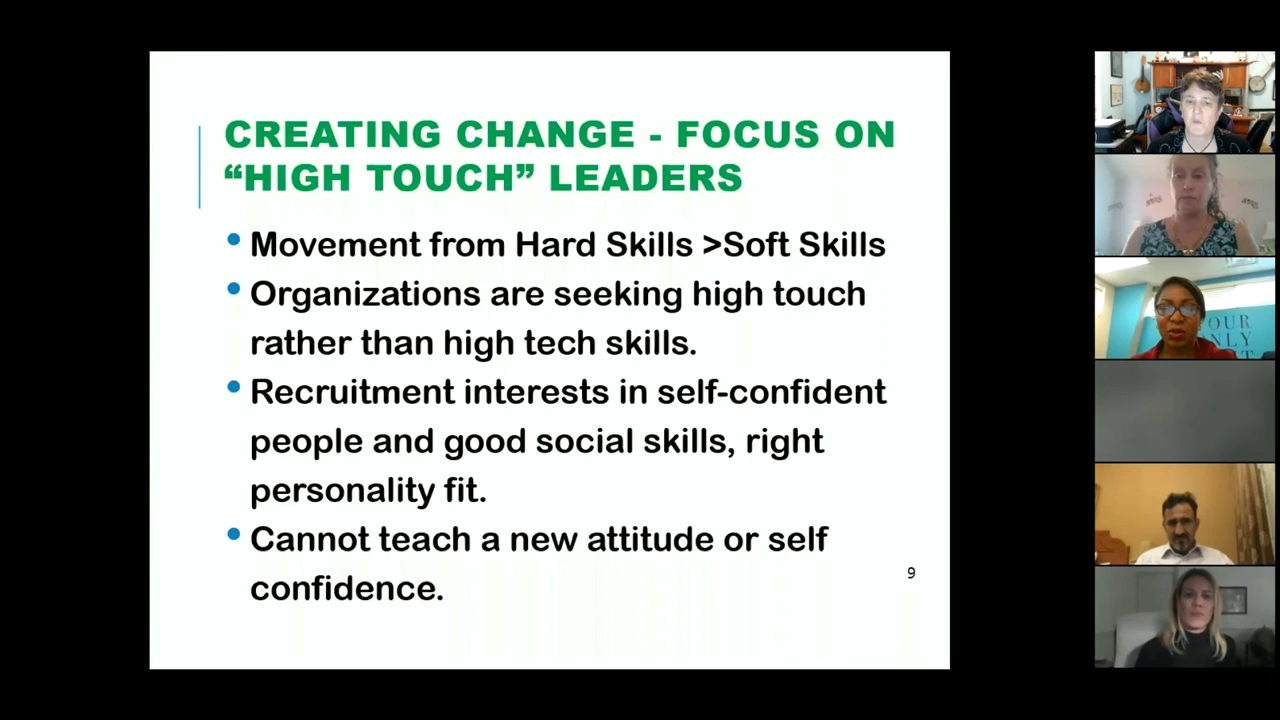 CREATING CHANGE - FOCUS ON
“HIGH TOUCH” LEADERS
• Movement from Hard Skills >Soft Skills
• Organizations are seeking high touch
rather than high tech skills.
• Recruitment interests in self-confident
people and good social skills, right
personality fit.
• Cannot teach a new attitude or self
confidence.
9
OUR
NLY